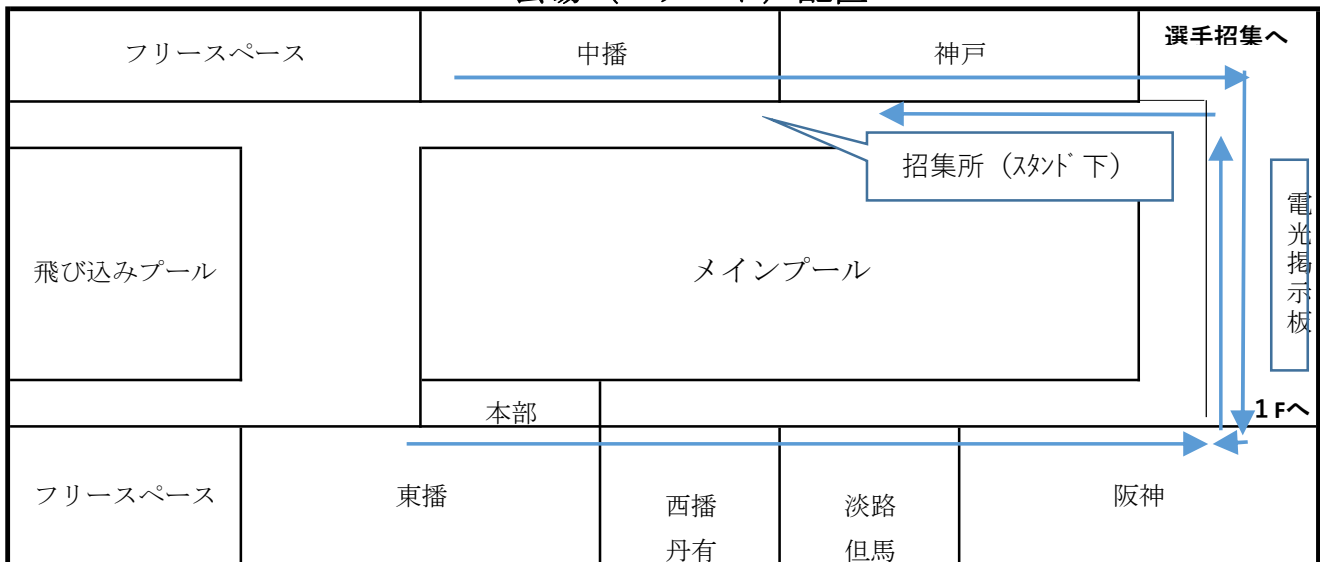 フリースペース
中播
神戸
選手招集へ
招集所（ｽﾀﾝﾄﾞ下）
飛び込みプール
メインプール
電光掲示板
本部
１Fへ
フリースペース
東播
西播
丹有
淡路
但馬
阪神